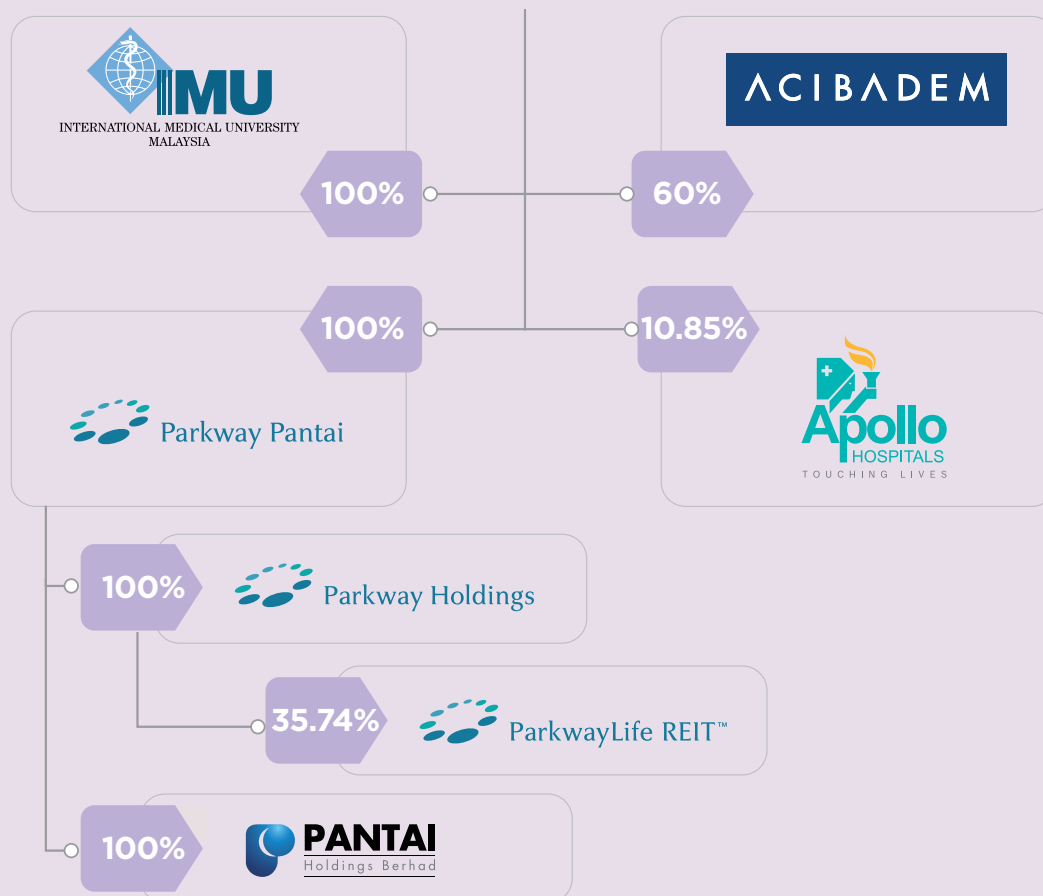 IMU
INTERNATIONAL MEDICAL UNIVERSITY
MALAYSIA
100%
ACIBADEM
60%
100%
Parkway Pantai
10.85%
Apollo
HOSPITALS
TOUCHING LIVES
100%
Parkway Holdings
35.74%
ParkwayLife REIT™
100%
PANTAI
Holdings Berhad